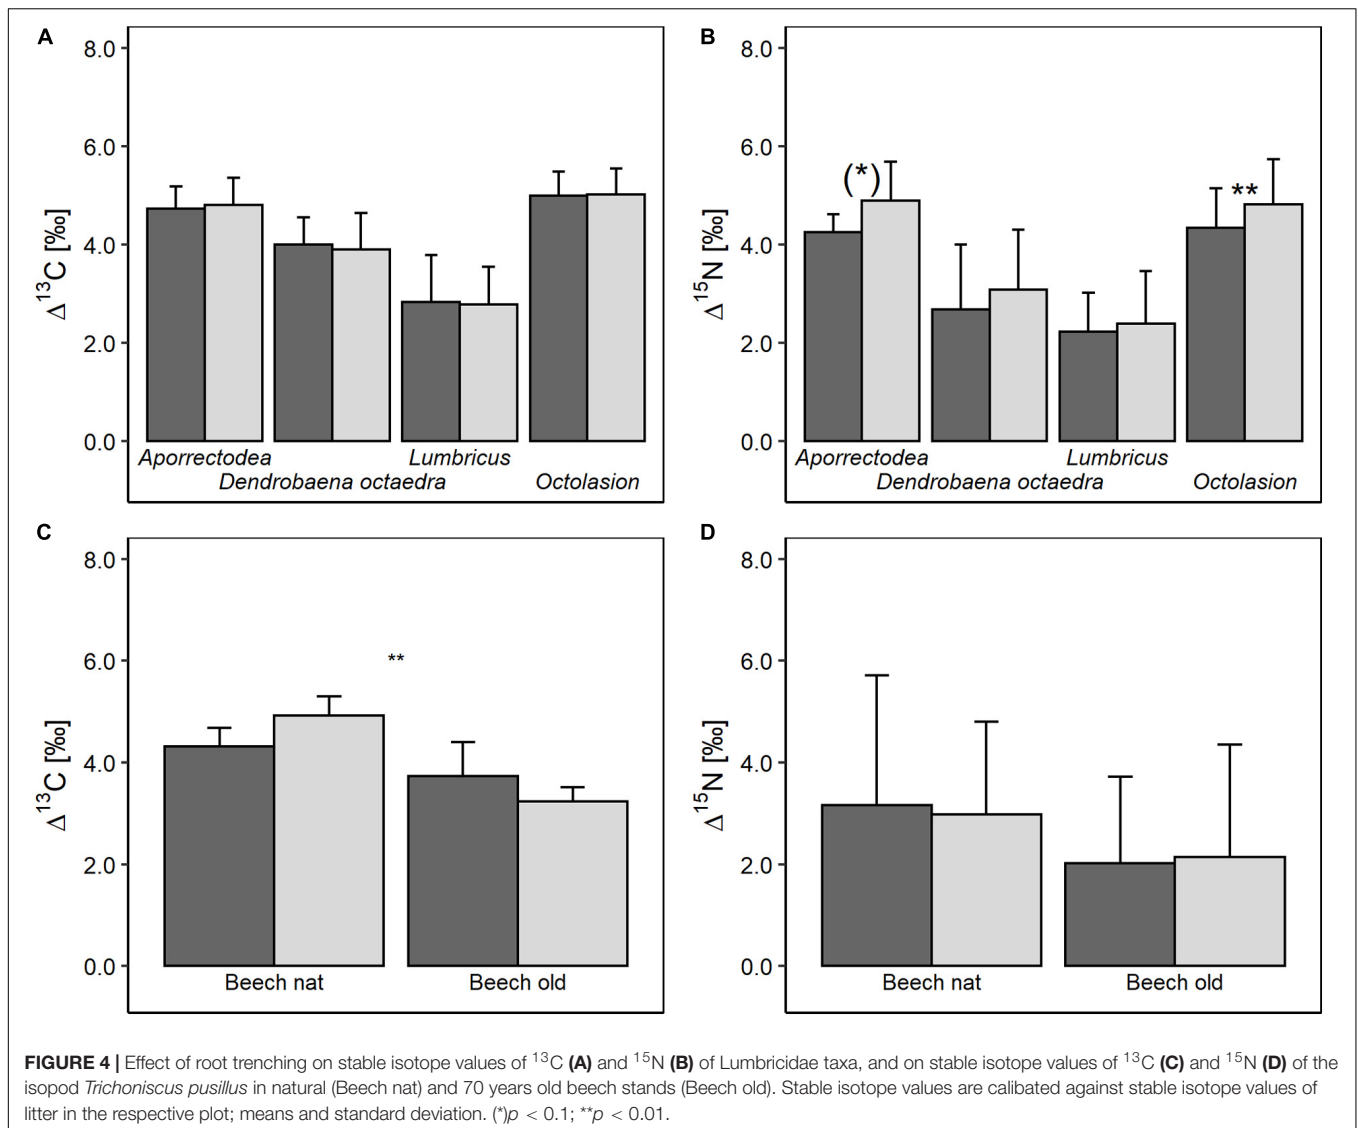 A
8.0
6.0
4.0
2.0
0.0
Δ13C [‰]
Aporrectodea
Lumbricus
Dendrobaena octaedra
Octolasion
B
8.0
6.0
4.0
2.0
0.0
Δ15N [‰]
(*)
**
Aporrectodea
Lumbricus
Dendrobaena octaedra
Octolasion
C
8.0
6.0
4.0
2.0
0.0
Δ13C [‰]
**
Beech nat
Beech old
D
8.0
6.0
4.0
2.0
0.0
Δ15N [‰]
Beech nat
Beech old
FIGURE 4 | Effect of root trenching on stable isotope values of 13C (A) and 15N (B) of Lumbricidae taxa, and on stable isotope values of 13C (C) and 15N (D) of the
isopod Trichoniscus pusillus in natural (Beech nat) and 70 years old beech stands (Beech old). Stable isotope values are calibated against stable isotope values of
litter in the respective plot; means and standard deviation. (*)p < 0.1; **p < 0.01.